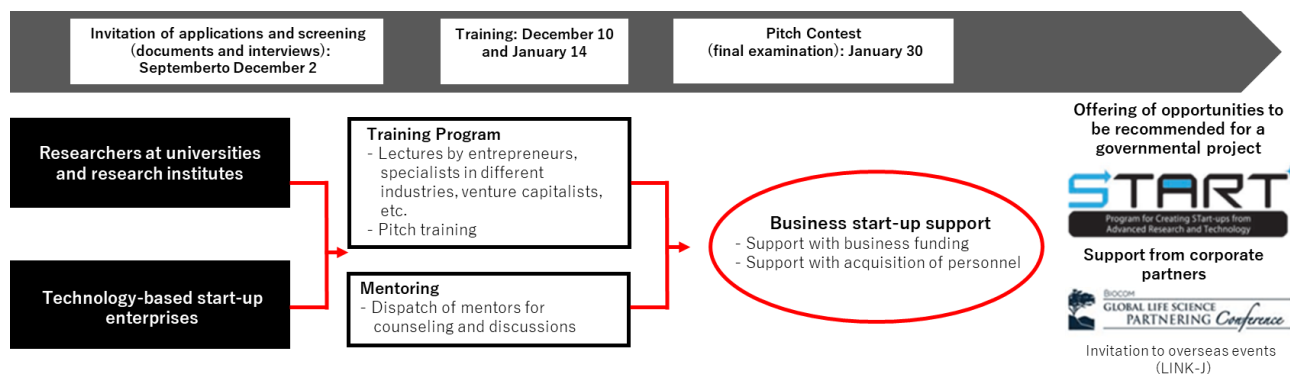 Invitation of applications and screening
(documents and interviews):
Septemberto December 2
Training: December 10
and January 14
Pitch Contest
(final examination): January 30
Researchers at universities
and research institutes
Technology-based start-up
enterprises
Training Program
- Lectures by entrepreneurs,
specialists in different
industries, venture capitalists,
etc.
- Pitch training
Mentoring
- Dispatch of mentors for
counseling and discussions
Business start-up support
- Support with business funding
- Support with acquisition of personnel
Offering of opportunities to
be recommended for a
governmental project
START
Program for Creating STart-ups from
Advanced Research and Technology
Support from corporate
partners
BIOCOM
GLOBAL LIFE SCIENCE
PARTNERING Conference
Invitation to overseas events
(LINK-J)